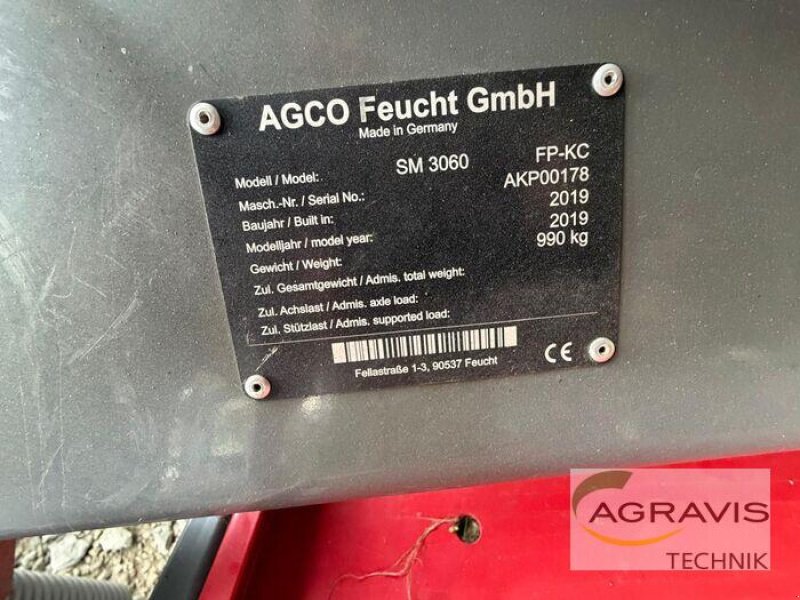 AGCO Feucht GmbH
Made in Germany
Modell / Model: SM 3060 FP-KC
Masch.-Nr. / Serial No.: AKP00178
Baujahr / Built in: 2019
Modelljahr / model year: 2019
Gewicht / Weight: 990 kg
Zul. Gesamtgewicht / Admis. total weight:
Zul. Achslast / Admis. axle load:
Zul. Stützlast / Admis. supported load:
CE
Fellastraße 1-3, 90537 Feucht
AGRAVIS
TECHNIK